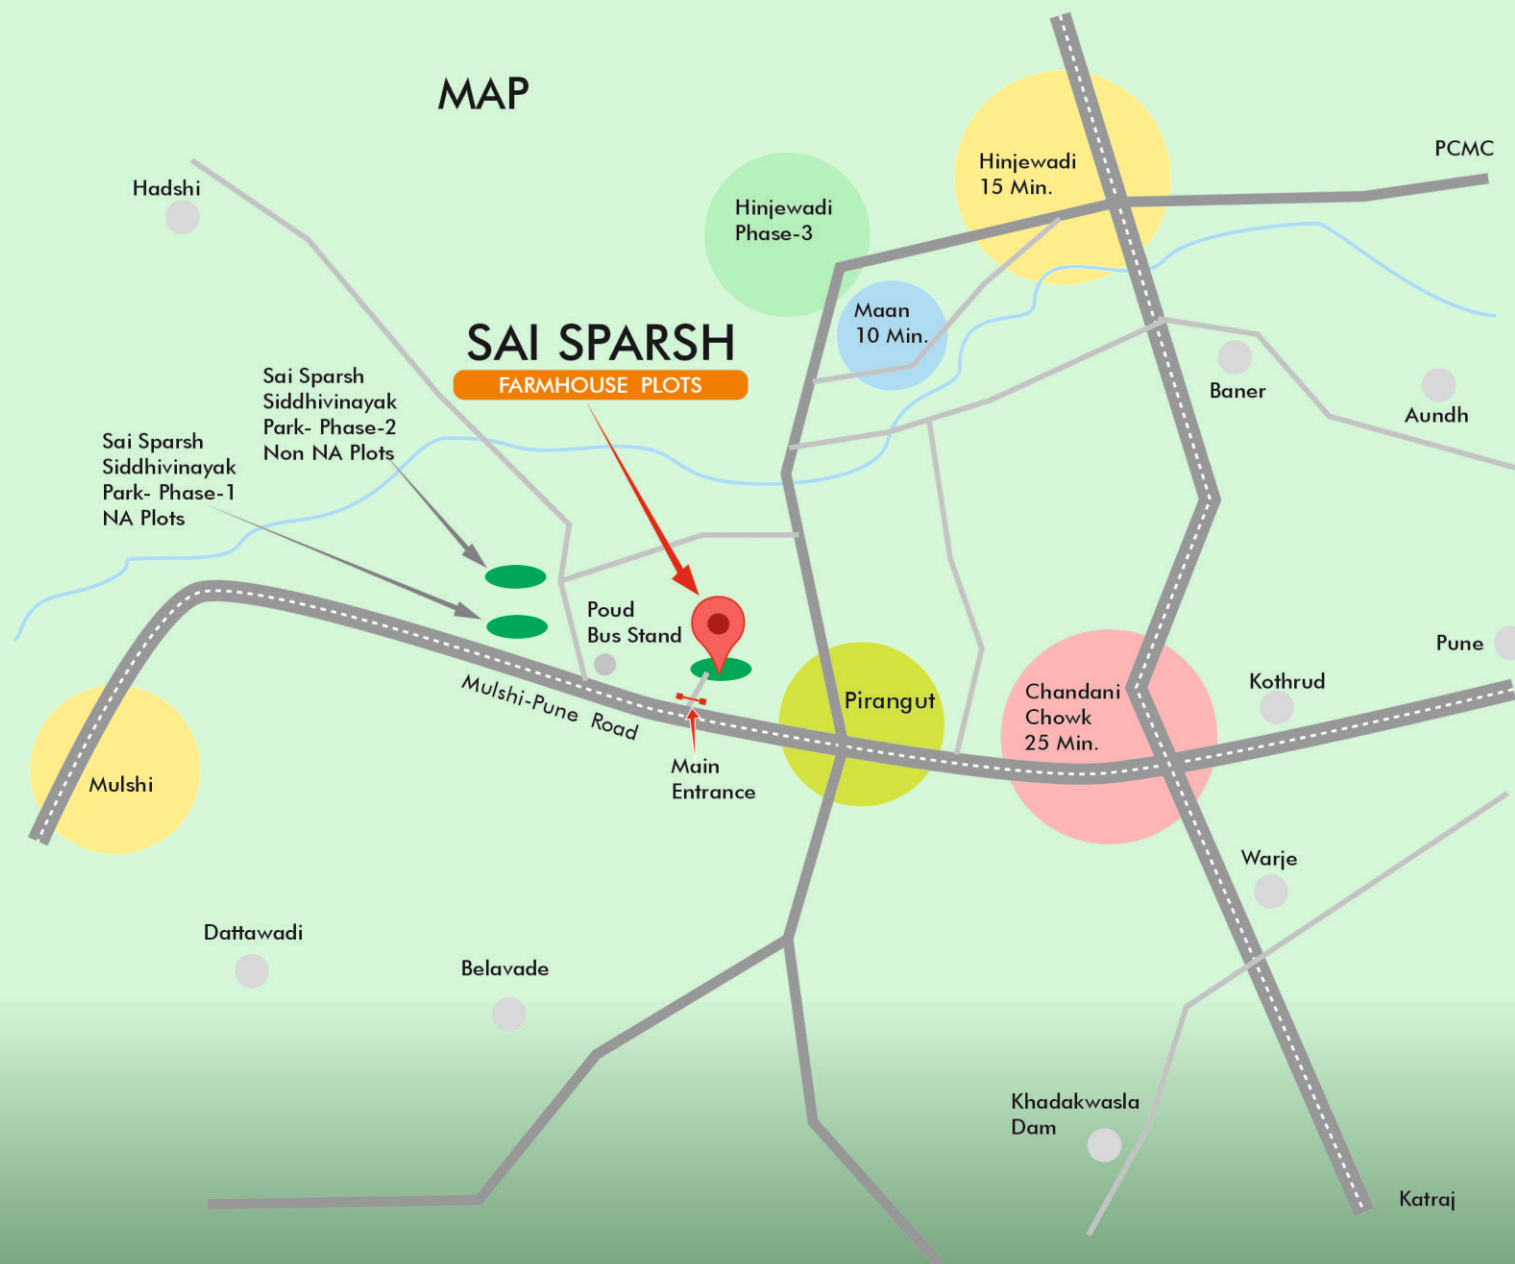 MAP
PCMC
Hinjewadi
15 Min.
Hadshi
Hinjewadi
Phase-3
Maan
10 Min.
SAI SPARSH
FARMHOUSE PLOTS
Sai Sparsh
Siddhivinayak
Park- Phase-2
Non NA Plots
Baner
Aundh
Sai Sparsh
Siddhivinayak
Park- Phase-1
NA Plots
Poud
Bus Stand
Pune
Kothrud
Chandani
Chowk
25 Min.
Pirangut
Mulshi-Pune Road
Main
Entrance
Mulshi
Warje
Dattawadi
Belavade
Khadakwasla
Dam
Katraj